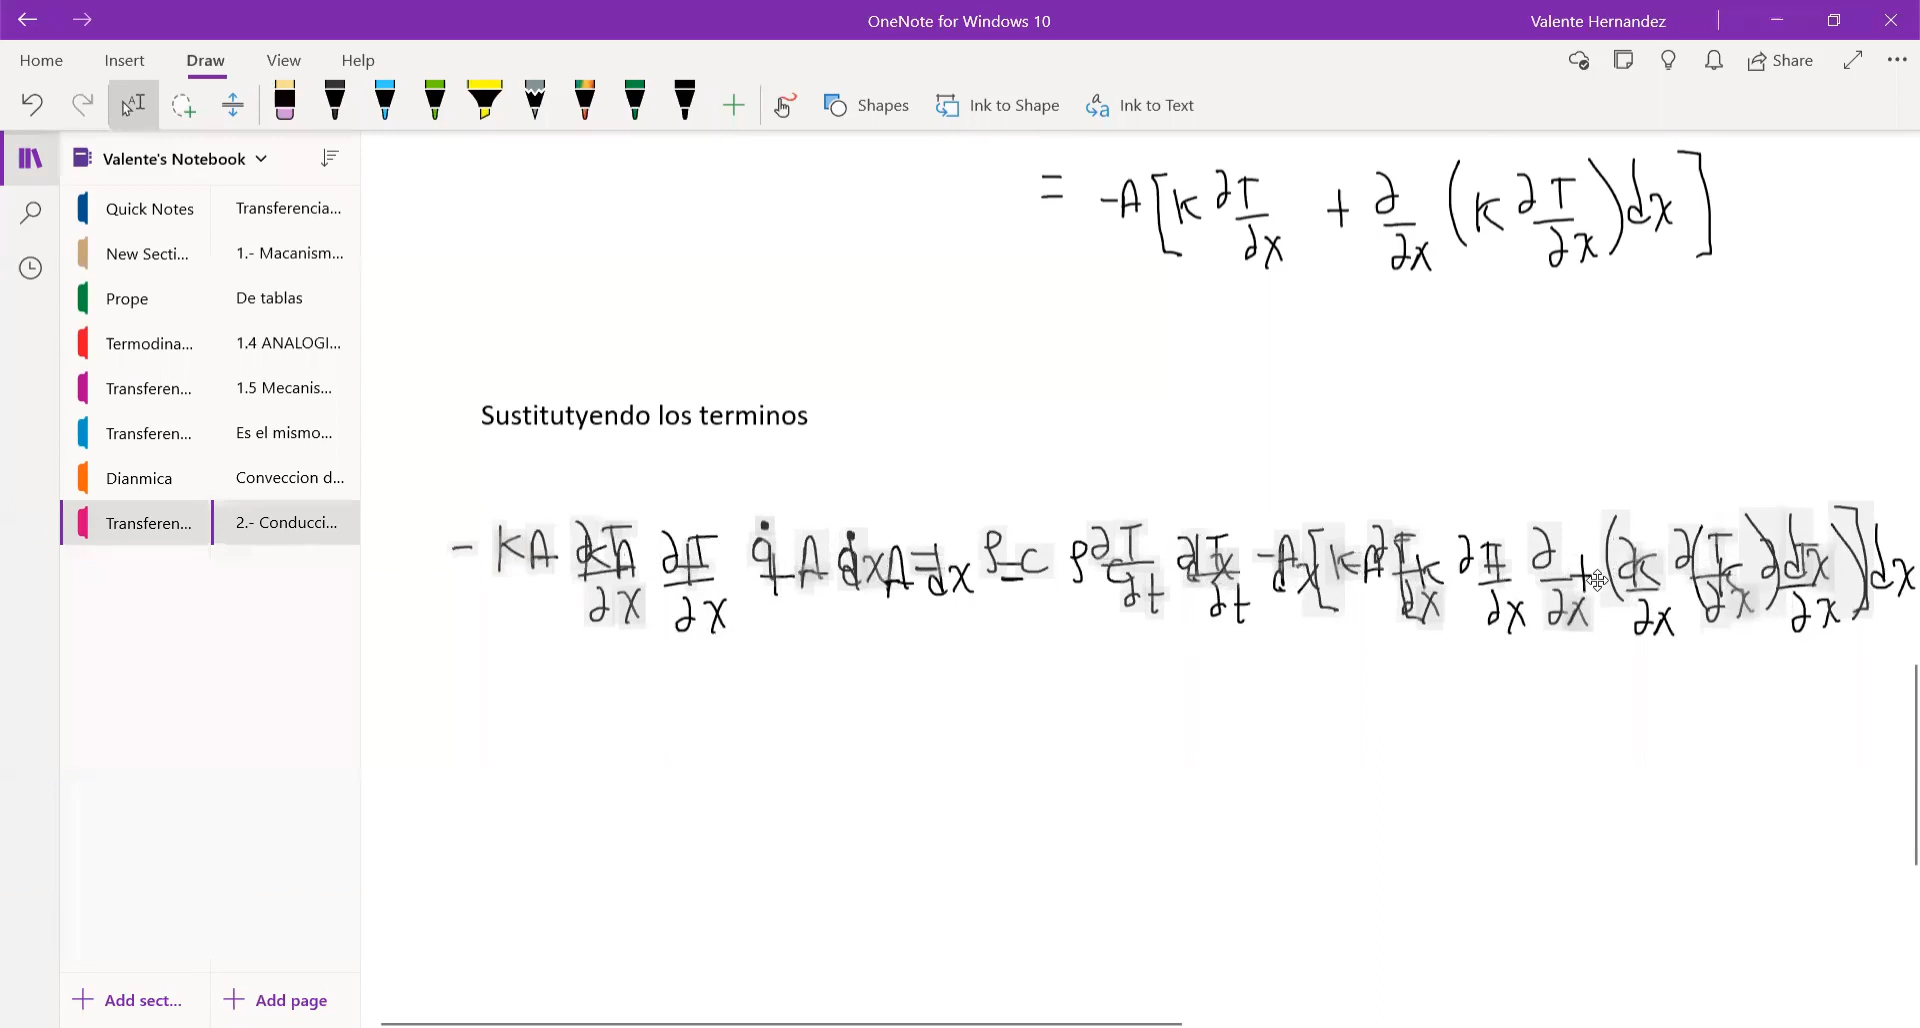 OneNote for Windows 10
Valente Hernandez
Home Insert Draw View Help
Share
Shapes
Ink to Shape
Ink to Text
Valente's Notebook
Quick Notes
New Secti...
Prope
Termodina...
Transferen...
Transferen...
Dianmica
Transferen...
Transferencia...
1.- Macanism...
De tablas
1.4 ANALOGI...
1.5 Mecanis...
Es el mismo...
Conveccion d...
2.- Conducci...
= -A[K ∂T/∂x + ∂/∂x (K ∂T/∂x)dx]
Sustitutyendo los terminos
Add sect...
Add page